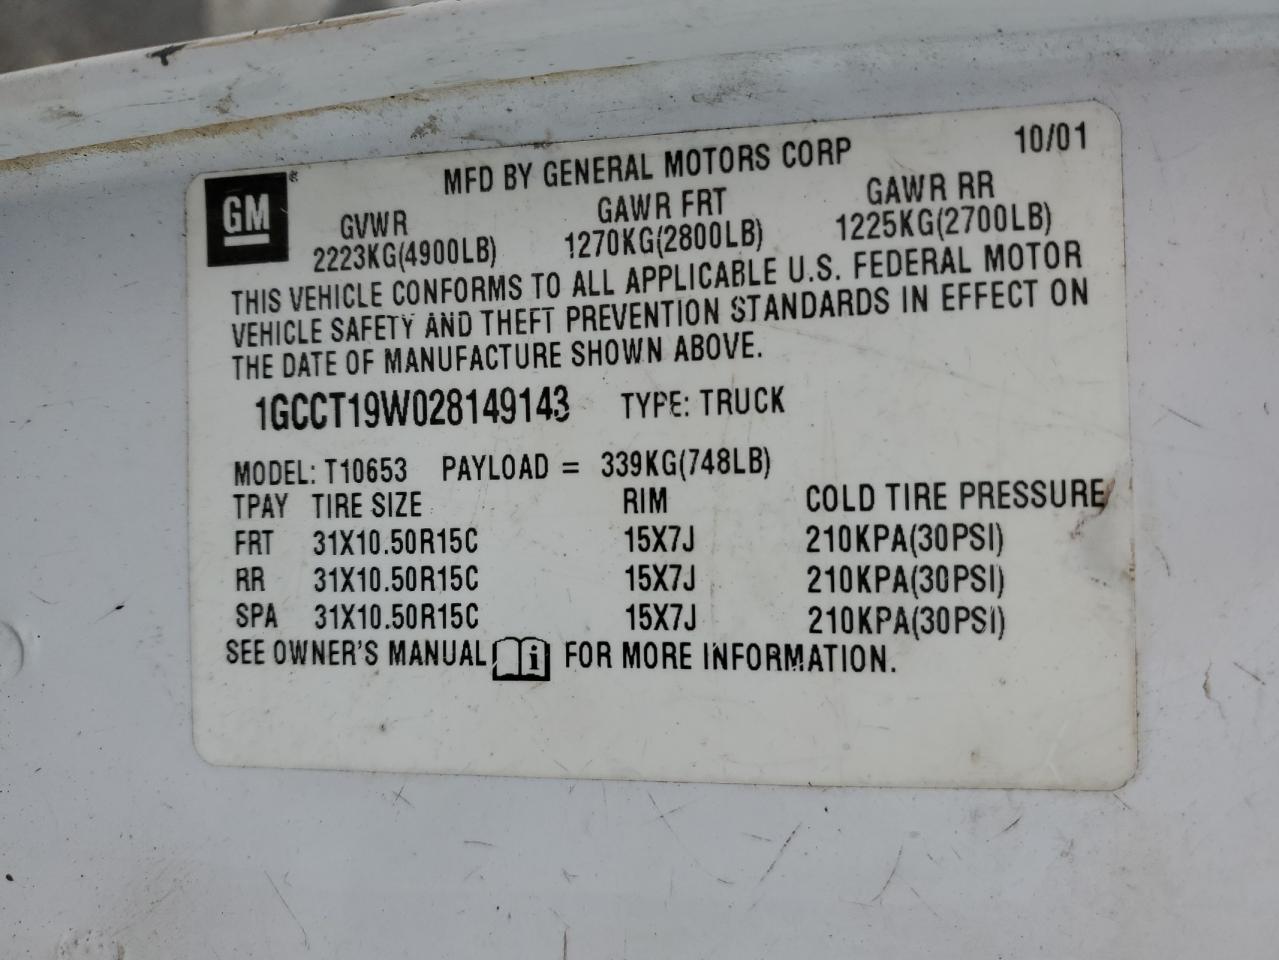 10/01
MFD BY GENERAL MOTORS CORP
GM®
GVWR GAWR FRT GAWR RR
2223KG(4900LB) 1270KG(2800LB) 1225KG(2700LB)
THIS VEHICLE CONFORMS TO ALL APPLICABLE U.S. FEDERAL MOTOR
VEHICLE SAFETY AND THEFT PREVENTION STANDARDS IN EFFECT ON
THE DATE OF MANUFACTURE SHOWN ABOVE.
1GCCT19W028149143 TYPE: TRUCK
MODEL: T10653 PAYLOAD = 339KG(748LB)
TPAY TIRE SIZE RIM COLD TIRE PRESSURE
FRT 31X10.50R15C 15X7J 210KPA(30PSI)
RR 31X10.50R15C 15X7J 210KPA(30PSI)
SPA 31X10.50R15C 15X7J 210KPA(30PSI)
SEE OWNER'S MANUAL i FOR MORE INFORMATION.